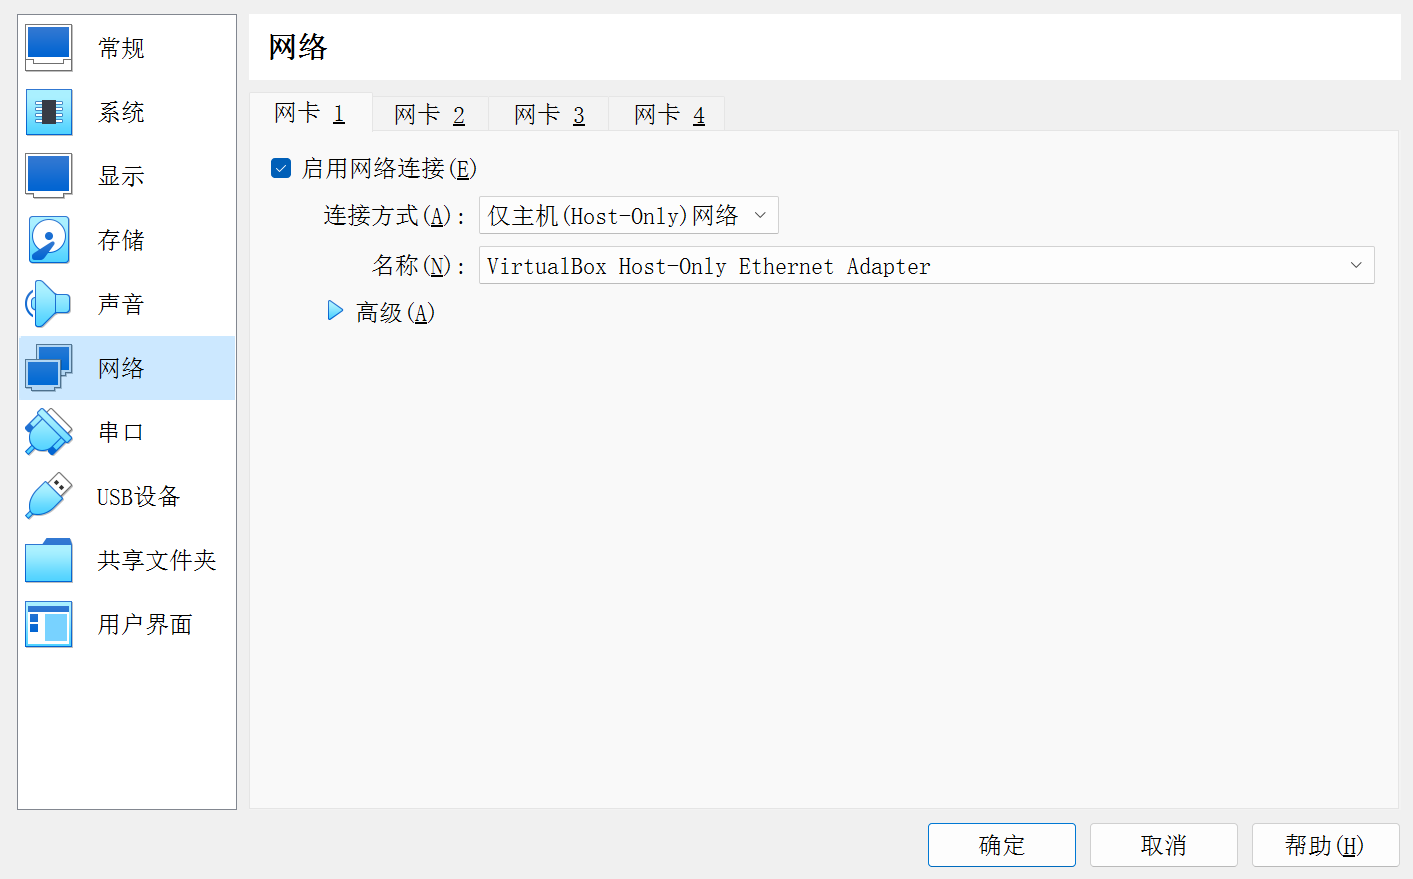 常规
系统
显示
存储
声音
网络
串口
USB设备
共享文件夹
用户界面
网络
网卡 1 网卡 2 网卡 3 网卡 4
启用网络连接(E)
连接方式(A): 仅主机(Host-Only)网络
名称(N): VirtualBox Host-Only Ethernet Adapter
高级(A)
确定 取消 帮助(H)